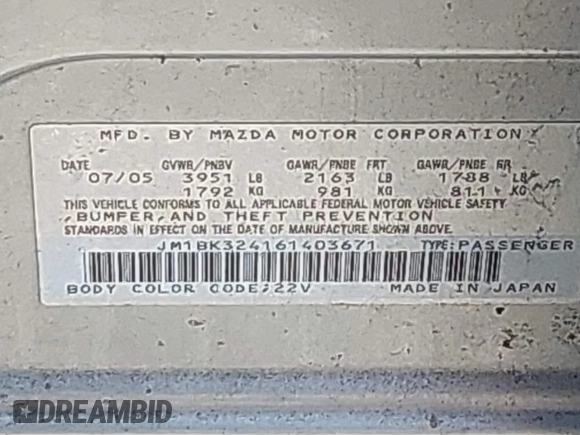 MFD. BY MAZDA MOTOR CORPORATION
DATE GVWR/PNBV GAWR/PNBE FRT GAWR/PNBE RR
07/05 3951 LB 2163 LB 1788 LB
1792 KG 981 KG 811 KG
THIS VEHICLE CONFORMS TO ALL APPLICABLE FEDERAL MOTOR VEHICLE SAFETY
, BUMPER, AND THEFT PREVENTION
STANDARDS IN EFFECT ON THE DATE OF MANUFACTURE SHOWN ABOVE.
JM1BK324161403671 TYPE:PASSENGER
BODY COLOR CODE:22V MADE IN JAPAN
DREAMBID